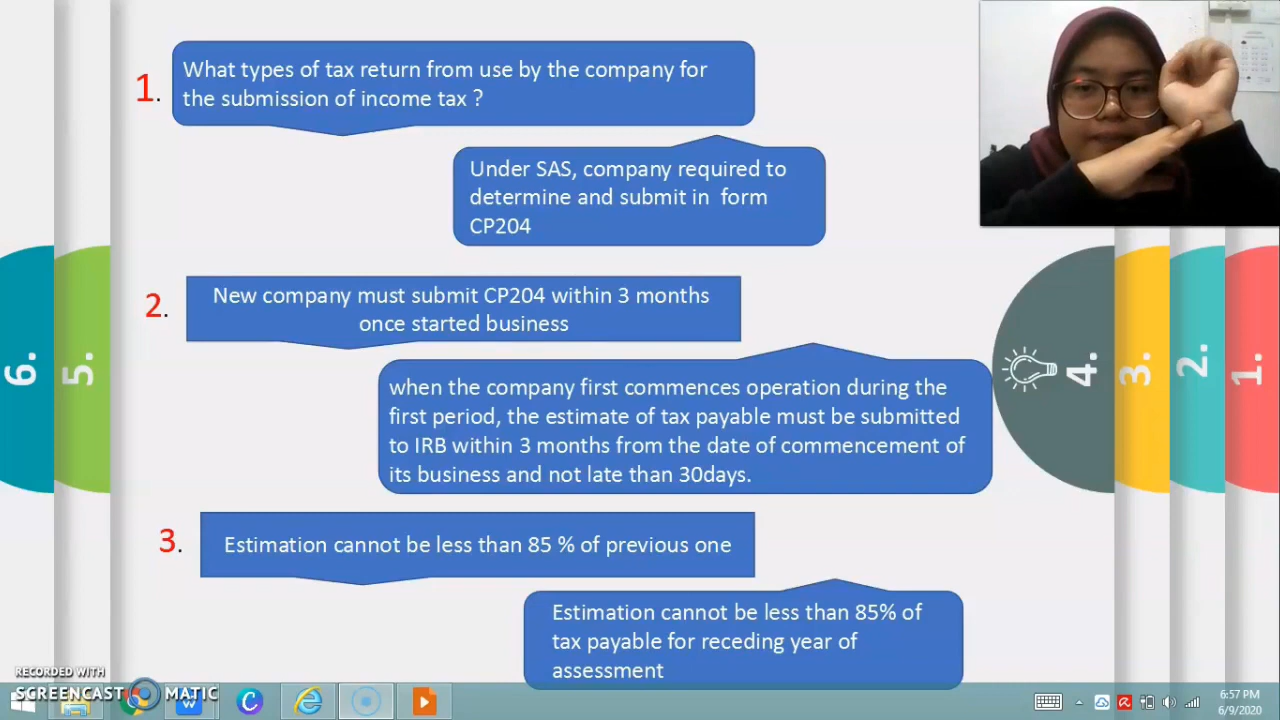 1.
What types of tax return from use by the company for
the submission of income tax ?
Under SAS, company required to
determine and submit in form
CP204
2.
New company must submit CP204 within 3 months
once started business
when the company first commences operation during the
first period, the estimate of tax payable must be submitted
to IRB within 3 months from the date of commencement of
its business and not late than 30days.
3.
Estimation cannot be less than 85 % of previous one
Estimation cannot be less than 85% of
tax payable for receding year of
assessment
6.
5.
4.
3.
2.
1.
RECORDED WITH
SCREENCAST MATIC
6:57 PM
6/9/2020